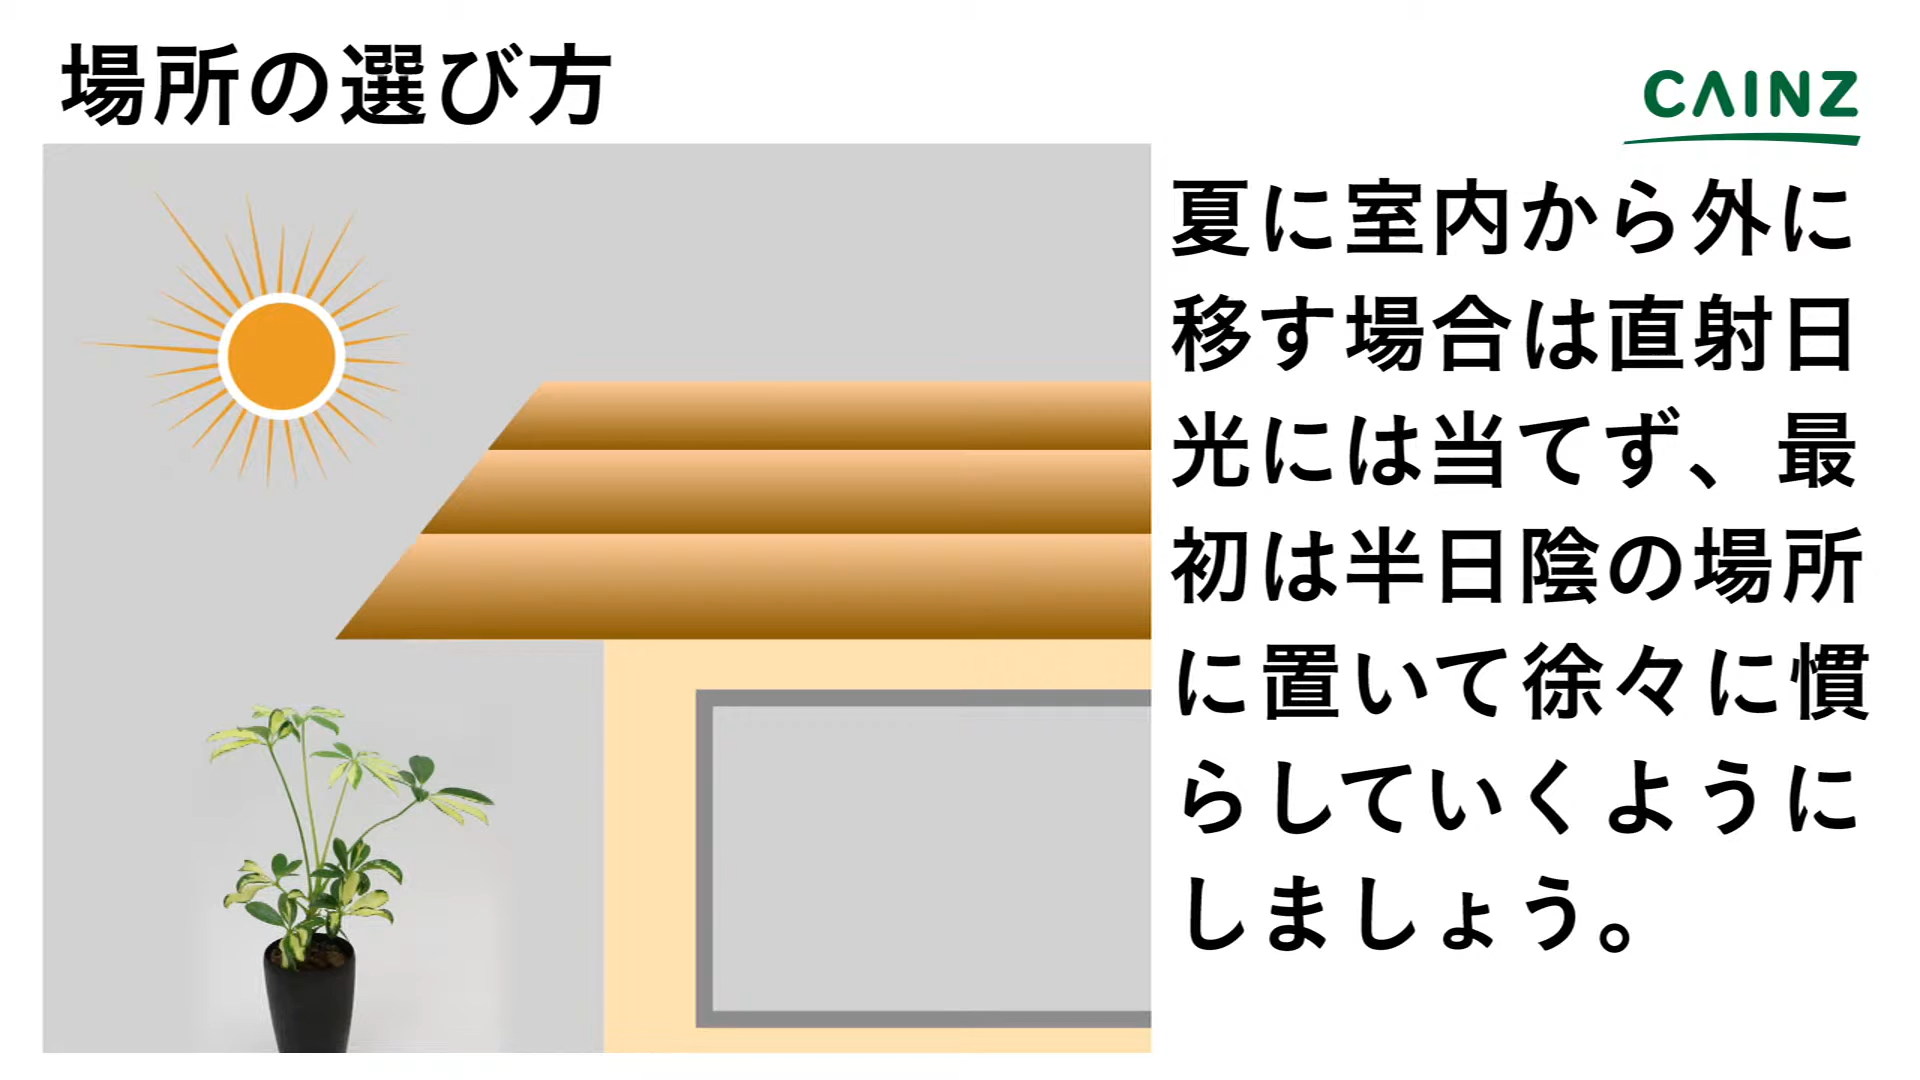 場所の選び方
CAINZ
夏に室内から外に
移す場合は直射日
光には当てず、最
初は半日陰の場所
に置いて徐々に慣
らしていくように
しましょう。